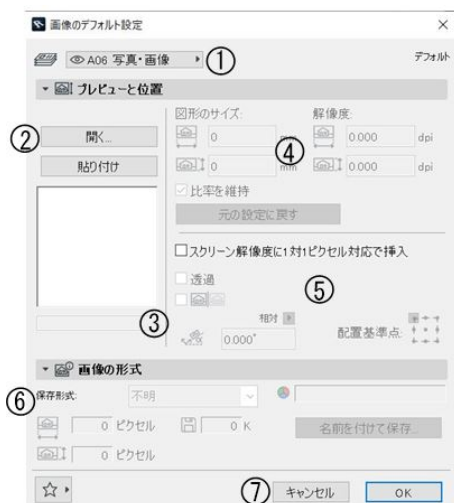 画像のデフォルト設定
A06 写真・画像
①
デフォルト
プレビューと位置
図形のサイズ:
解像度:
②
開く...
0 mm
④
0.000 dpi
貼り付け
0 mm
0.000 dpi
比率を維持
元の設定に戻す
スクリーン解像度に1対1ピクセル対応で挿入
透過
⑤
③
相対
0.000°
配置基準点:
画像の形式
⑥
保存形式:
不明
0 ピクセル
0 K
名前を付けて保存...
0 ピクセル
⑦
キャンセル
OK